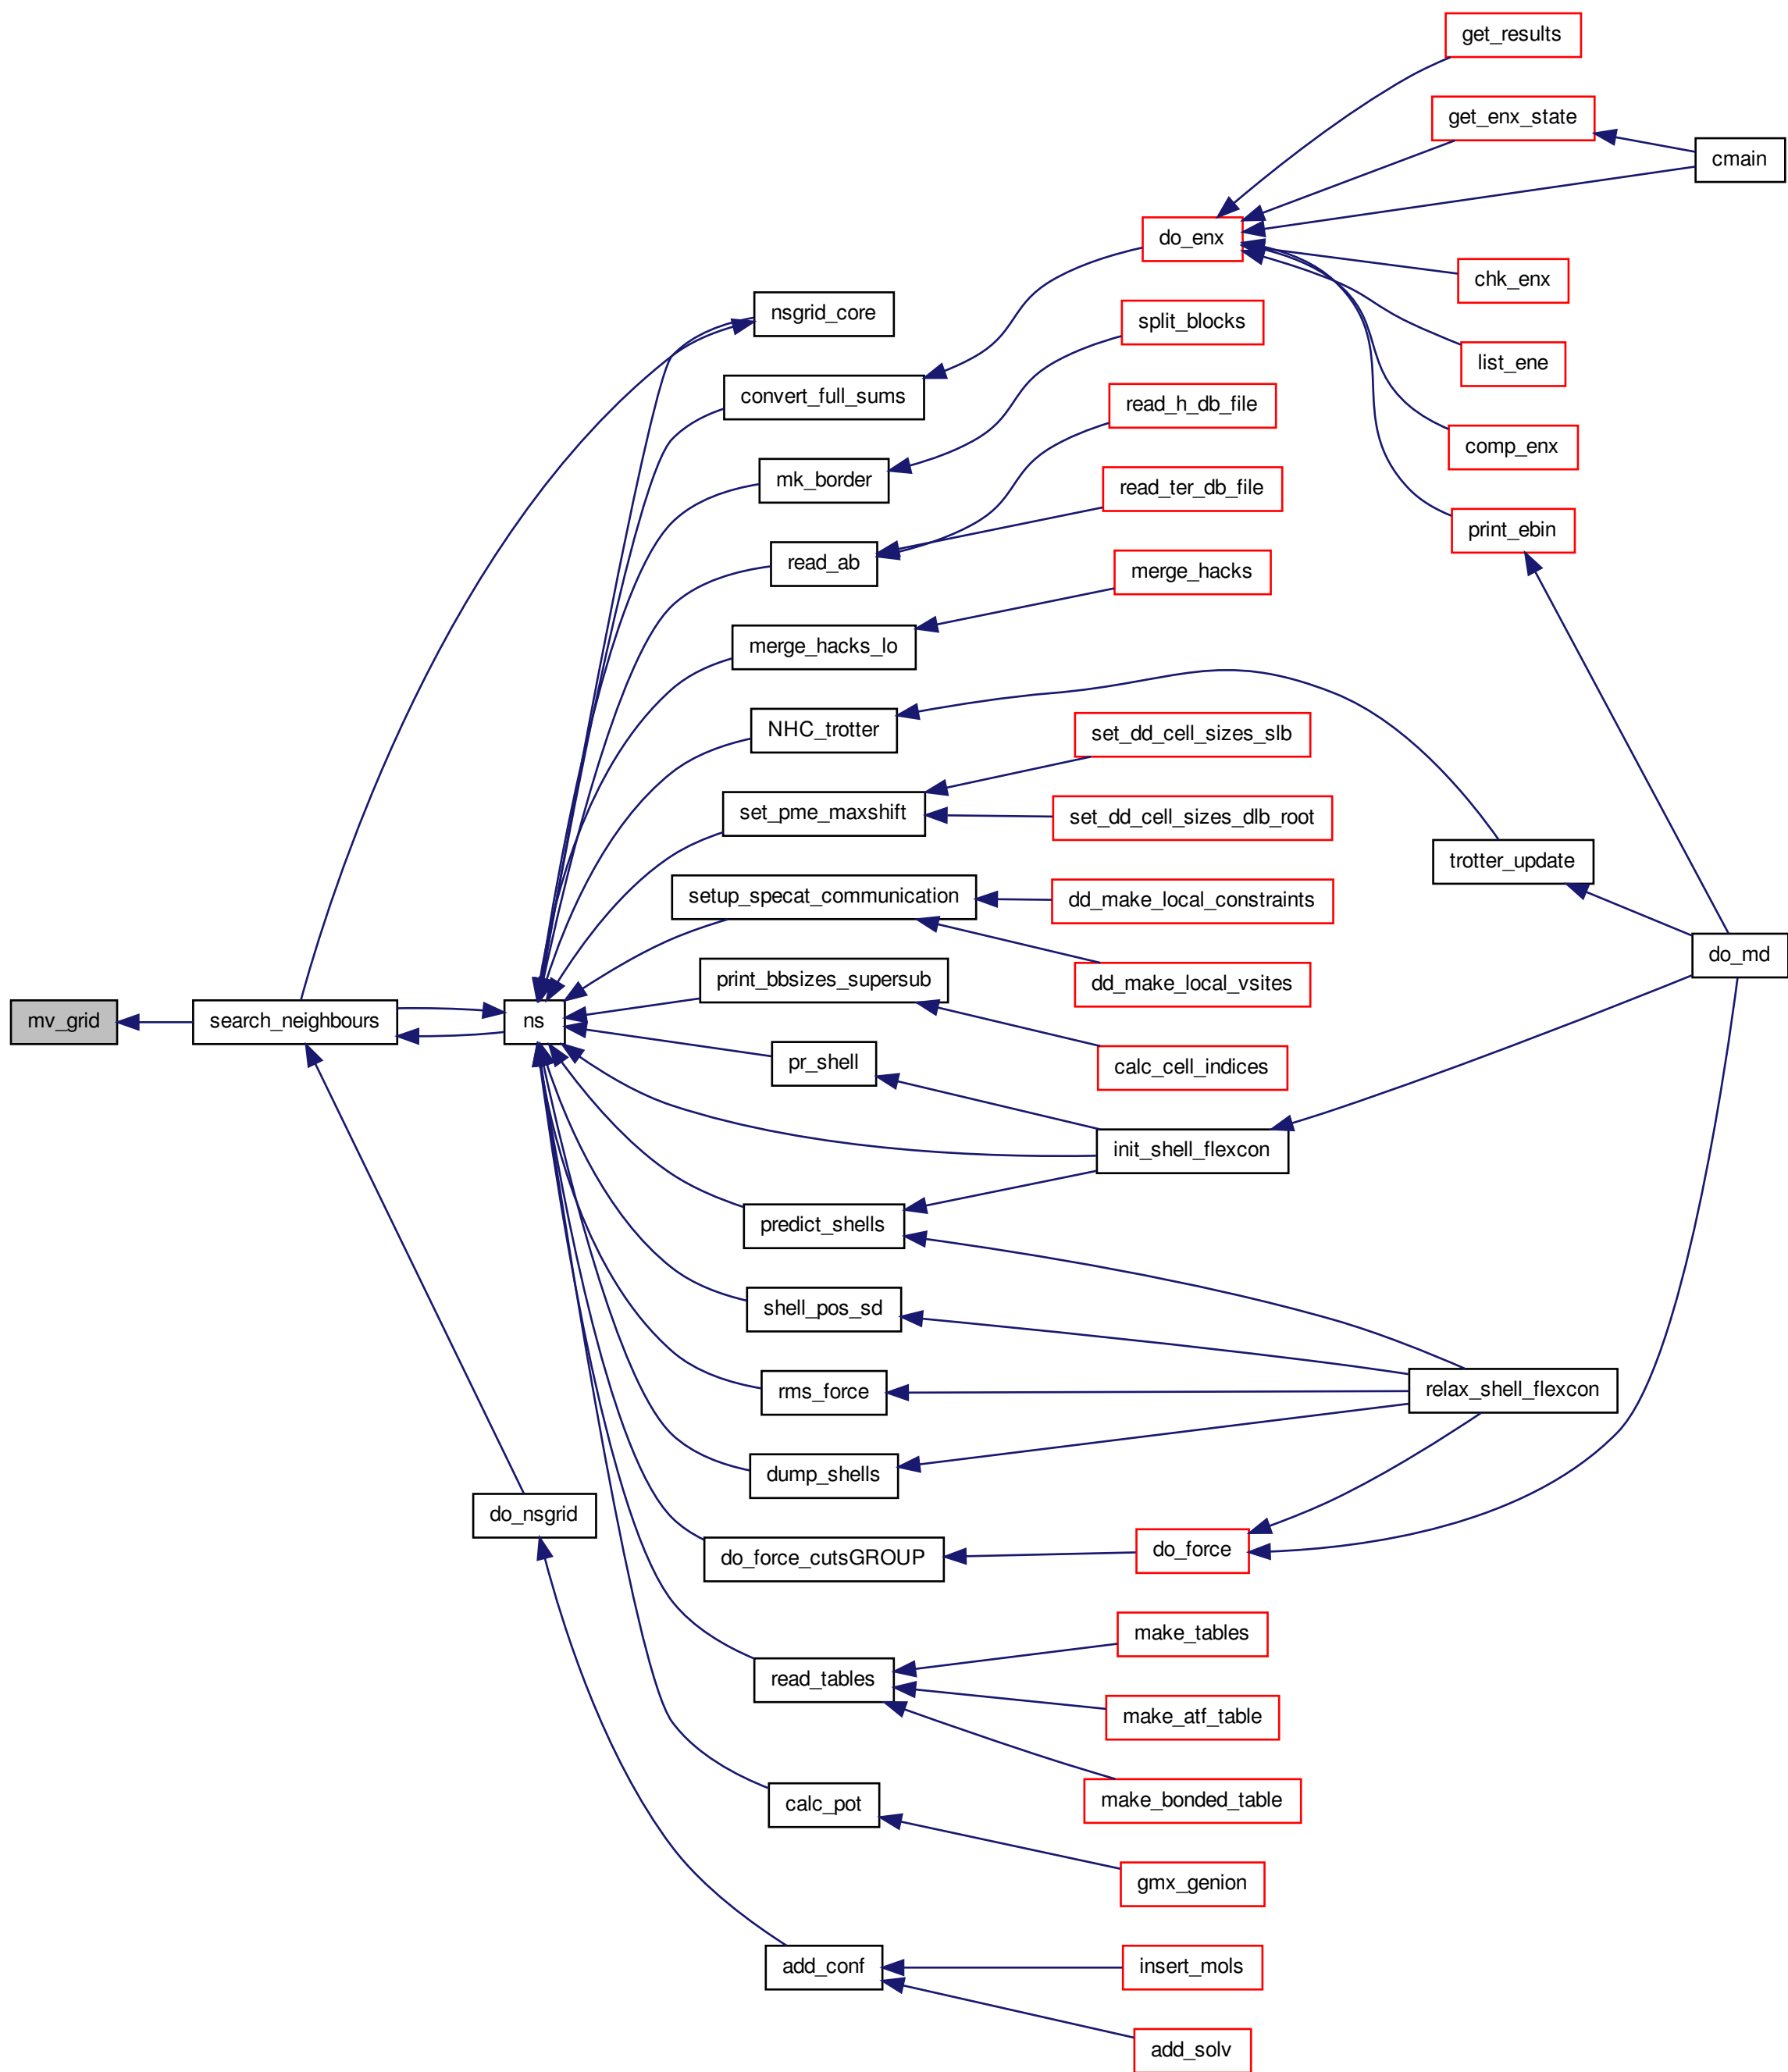 get_results
get_enx_state
cmain
do_enx
chk_enx
nsgrid_core
split_blocks
list_ene
convert_full_sums
read_h_db_file
comp_enx
mk_border
read_ter_db_file
print_ebin
read_ab
merge_hacks
merge_hacks_lo
NHC_trotter
set_dd_cell_sizes_slb
set_pme_maxshift
set_dd_cell_sizes_dlb_root
trotter_update
setup_specat_communication
dd_make_local_constraints
do_md
print_bbsizes_supersub
dd_make_local_vsites
mv_grid
search_neighbours
ns
pr_shell
calc_cell_indices
init_shell_flexcon
predict_shells
shell_pos_sd
rms_force
relax_shell_flexcon
dump_shells
do_nsgrid
do_force_cutsGROUP
do_force
make_tables
read_tables
make_atf_table
calc_pot
make_bonded_table
gmx_genion
add_conf
insert_mols
add_solv